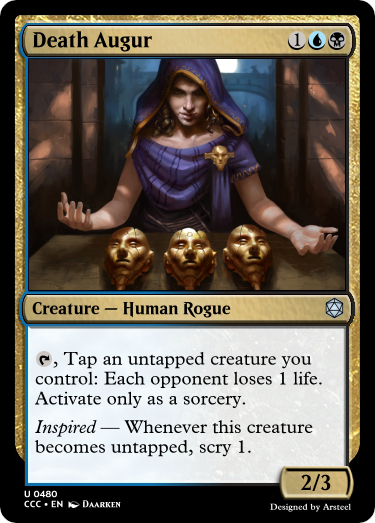 Death Augur 1
Creature — Human Rogue
, Tap an untapped creature you
control: Each opponent loses 1 life.
Activate only as a sorcery.
Inspired — Whenever this creature
becomes untapped, scry 1.
2/3
U 0480
CCC • EN Daarken
Designed by Arsteel